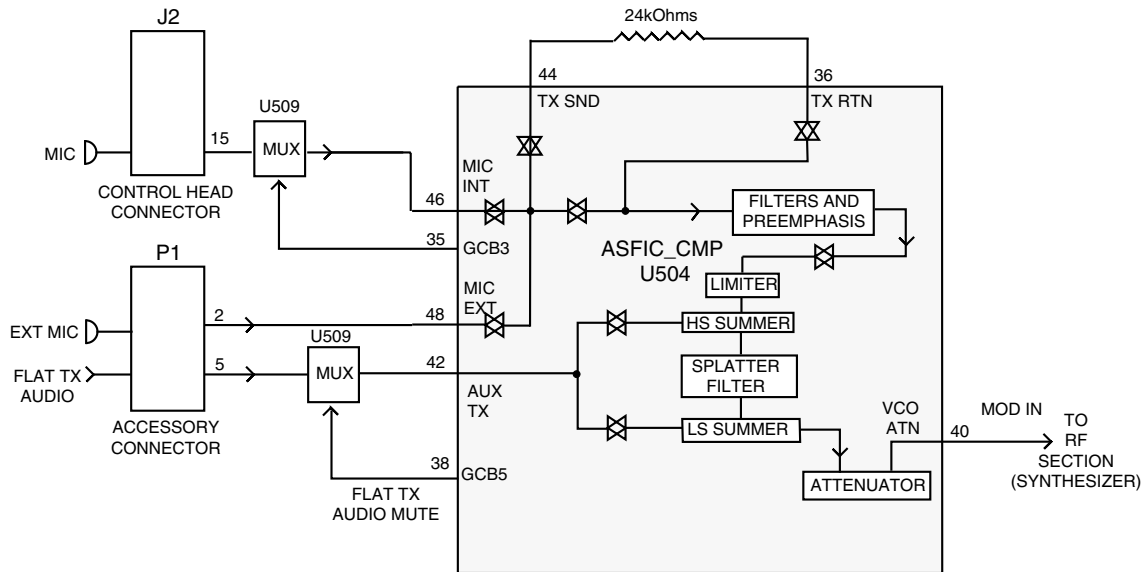 J2
24kOhms
44
36
TX SND
TX RTN
U509
15
MUX
MIC
MIC
INT
CONTROL HEAD
CONNECTOR
46
FILTERS AND
PREEMPHASIS
35
GCB3
ASFIC_CMP
U504
P1
LIMITER
MIC
EXT
2
48
HS SUMMER
EXT MIC
U509
5
MUX
42
SPLATTER
FILTER
FLAT TX
AUDIO
AUX
TX
ACCESSORY
CONNECTOR
LS SUMMER
VCO
ATN
MOD IN
40
TO
RF
SECTION
(SYNTHESIZER)
38
GCB5
ATTENUATOR
FLAT TX
AUDIO MUTE